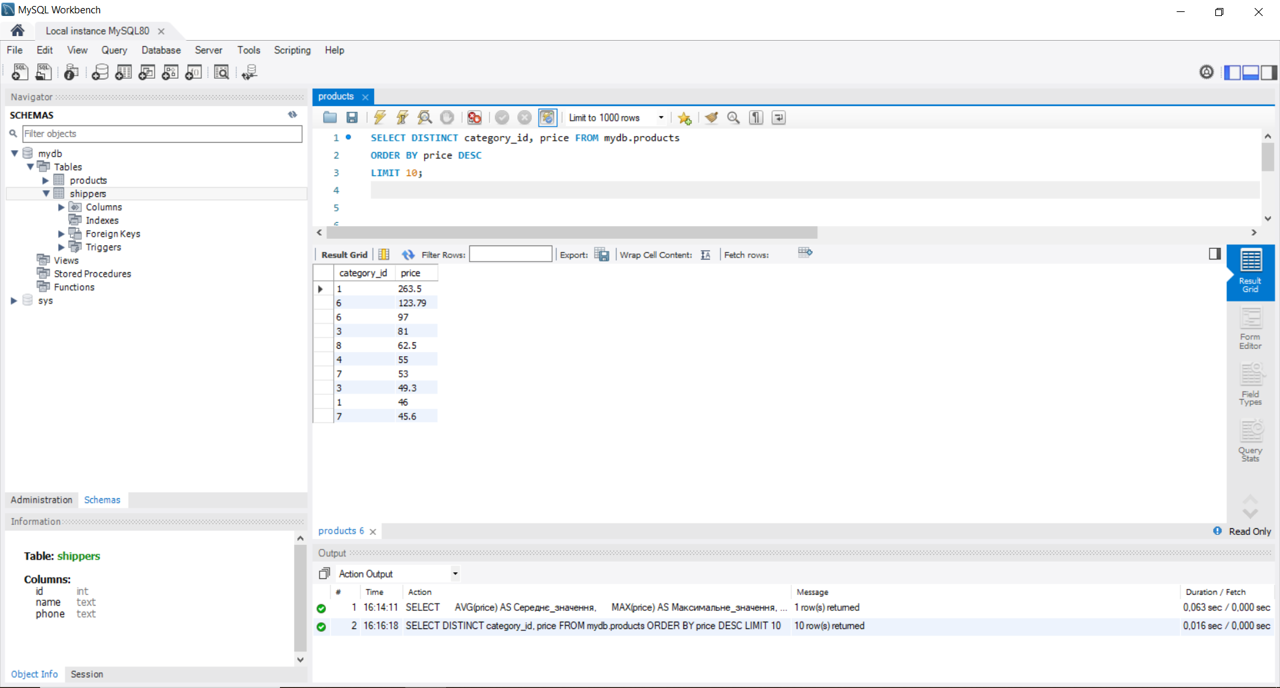 MySQL Workbench
Local instance MySQL80
File Edit View Query Database Server Tools Scripting Help
Navigator
SCHEMAS
Filter objects
mydb
Tables
products
shippers
Columns
Indexes
Foreign Keys
Triggers
Views
Stored Procedures
Functions
sys
Administration Schemas
Information
Table: shippers
Columns:
id int
name text
phone text
Object Info Session
products
Limit to 1000 rows
1 SELECT DISTINCT category_id, price FROM mydb.products
2 ORDER BY price DESC
3 LIMIT 10;
4
5
Result Grid Filter Rows: Export: Wrap Cell Content: Fetch rows:
category_id price
1 263.5
6 123.79
6 97
3 81
8 62.5
4 55
7 53
3 49.3
1 46
7 45.6
Result
Grid
Form
Editor
Field
Types
Query
Stats
products 6 Read Only
Output
Action Output
# Time Action Message Duration / Fetch
1 16:14:11 SELECT AVG(price) AS Середнє_значення, MAX(price) AS Максимальне_значення, ... 1 row(s) returned 0,063 sec / 0,000 sec
2 16:16:18 SELECT DISTINCT category_id, price FROM mydb.products ORDER BY price DESC LIMIT 10 10 row(s) returned 0,016 sec / 0,000 sec